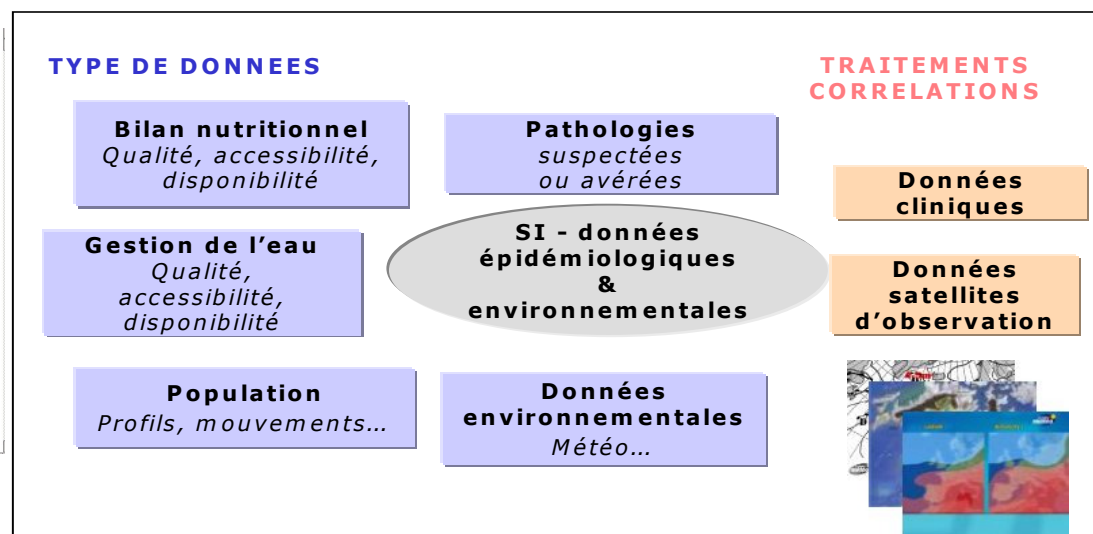 TYPE DE DONNEES
TRAITEMENTS
CORRELATIONS
Bilan nutritionnel
Qualité, accessibilité,
disponibilité
Pathologies
suspectées
ou avérées
Données
cliniques
Gestion de l’eau
Qualité,
accessibilité,
disponibilité
SI - données
épidémiologiques
&
environnementales
Données
satellites
d’observation
Population
Profils, mouvements…
Données
environnementales
Météo…